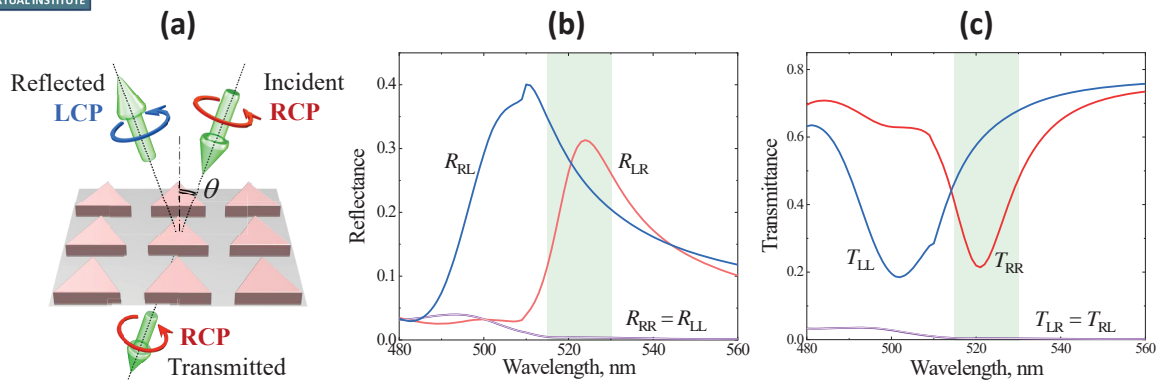 RTUAL INSTITUTE
(a)
(b)
(c)
Reflected
LCP
Incident
RCP
θ
RCP
Transmitted
Reflectance
0.4
0.3
0.2
0.1
0.0
R_RL
R_LR
R_RR = R_LL
480 500 520 540 560
Wavelength, nm
Transmittance
0.8
0.6
0.4
0.2
0.0
T_LL
T_RR
T_LR = T_RL
480 500 520 540 560
Wavelength, nm